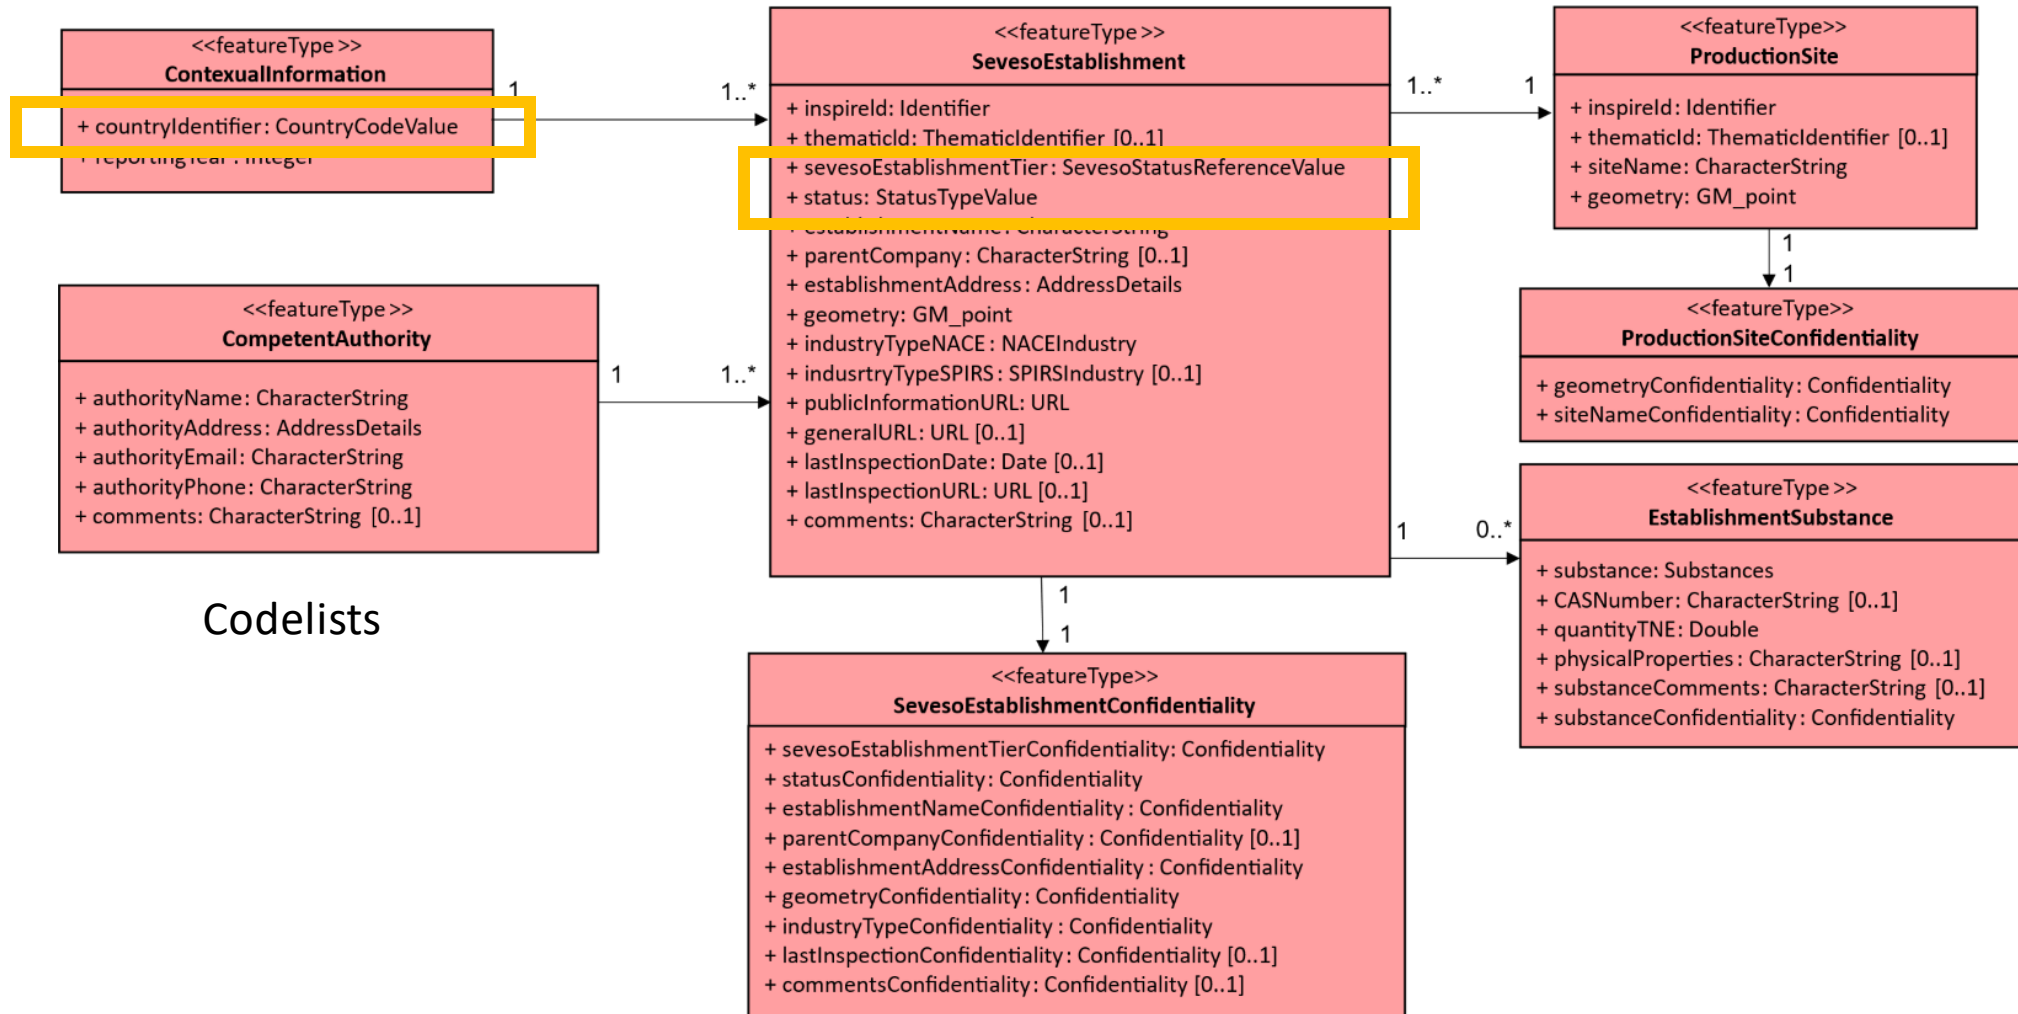 <<featureType>>
ContexualInformation
+ countryIdentifier: CountryCodeValue
+ reportingYear: Integer
1
1..*
<<featureType>>
SevesoEstablishment
+ inspireId: Identifier
+ thematicId: ThematicIdentifier [0..1]
+ sevesoEstablishmentTier: SevesoStatusReferenceValue
+ status: StatusTypeValue
+ establishmentName: CharacterString
+ parentCompany: CharacterString [0..1]
+ establishmentAddress: AddressDetails
+ geometry: GM_point
+ industryTypeNACE: NACEIndustry
+ indusrtryTypeSPIRS: SPIRSIndustry [0..1]
+ publicInformationURL: URL
+ generalURL: URL [0..1]
+ lastInspectionDate: Date [0..1]
+ lastInspectionURL: URL [0..1]
+ comments: CharacterString [0..1]
1..*
1
<<featureType>>
ProductionSite
+ inspireId: Identifier
+ thematicId: ThematicIdentifier [0..1]
+ siteName: CharacterString
+ geometry: GM_point
1
1
<<featureType>>
ProductionSiteConfidentiality
+ geometryConfidentiality: Confidentiality
+ siteNameConfidentiality: Confidentiality
<<featureType>>
CompetentAuthority
+ authorityName: CharacterString
+ authorityAddress: AddressDetails
+ authorityEmail: CharacterString
+ authorityPhone: CharacterString
+ comments: CharacterString [0..1]
1
1..*
1
0..*
<<featureType>>
EstablishmentSubstance
+ substance: Substances
+ CASNumber: CharacterString [0..1]
+ quantityTNE: Double
+ physicalProperties: CharacterString [0..1]
+ substanceComments: CharacterString [0..1]
+ substanceConfidentiality: Confidentiality
Codelists
1
1
<<featureType>>
SevesoEstablishmentConfidentiality
+ sevesoEstablishmentTierConfidentiality: Confidentiality
+ statusConfidentiality: Confidentiality
+ establishmentNameConfidentiality: Confidentiality
+ parentCompanyConfidentiality: Confidentiality [0..1]
+ establishmentAddressConfidentiality: Confidentiality
+ geometryConfidentiality: Confidentiality
+ industryTypeConfidentiality: Confidentiality
+ lastInspectionConfidentiality: Confidentiality [0..1]
+ commentsConfidentiality: Confidentiality [0..1]